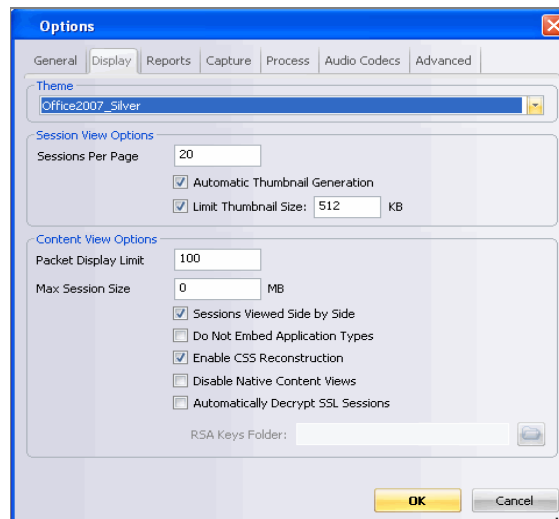 Options
General Display Reports Capture Process Audio Codecs Advanced
Theme
Office2007_Silver
Session View Options
Sessions Per Page 20
Automatic Thumbnail Generation
Limit Thumbnail Size: 512 KB
Content View Options
Packet Display Limit 100
Max Session Size 0 MB
Sessions Viewed Side by Side
Do Not Embed Application Types
Enable CSS Reconstruction
Disable Native Content Views
Automatically Decrypt SSL Sessions
RSA Keys Folder:
OK Cancel